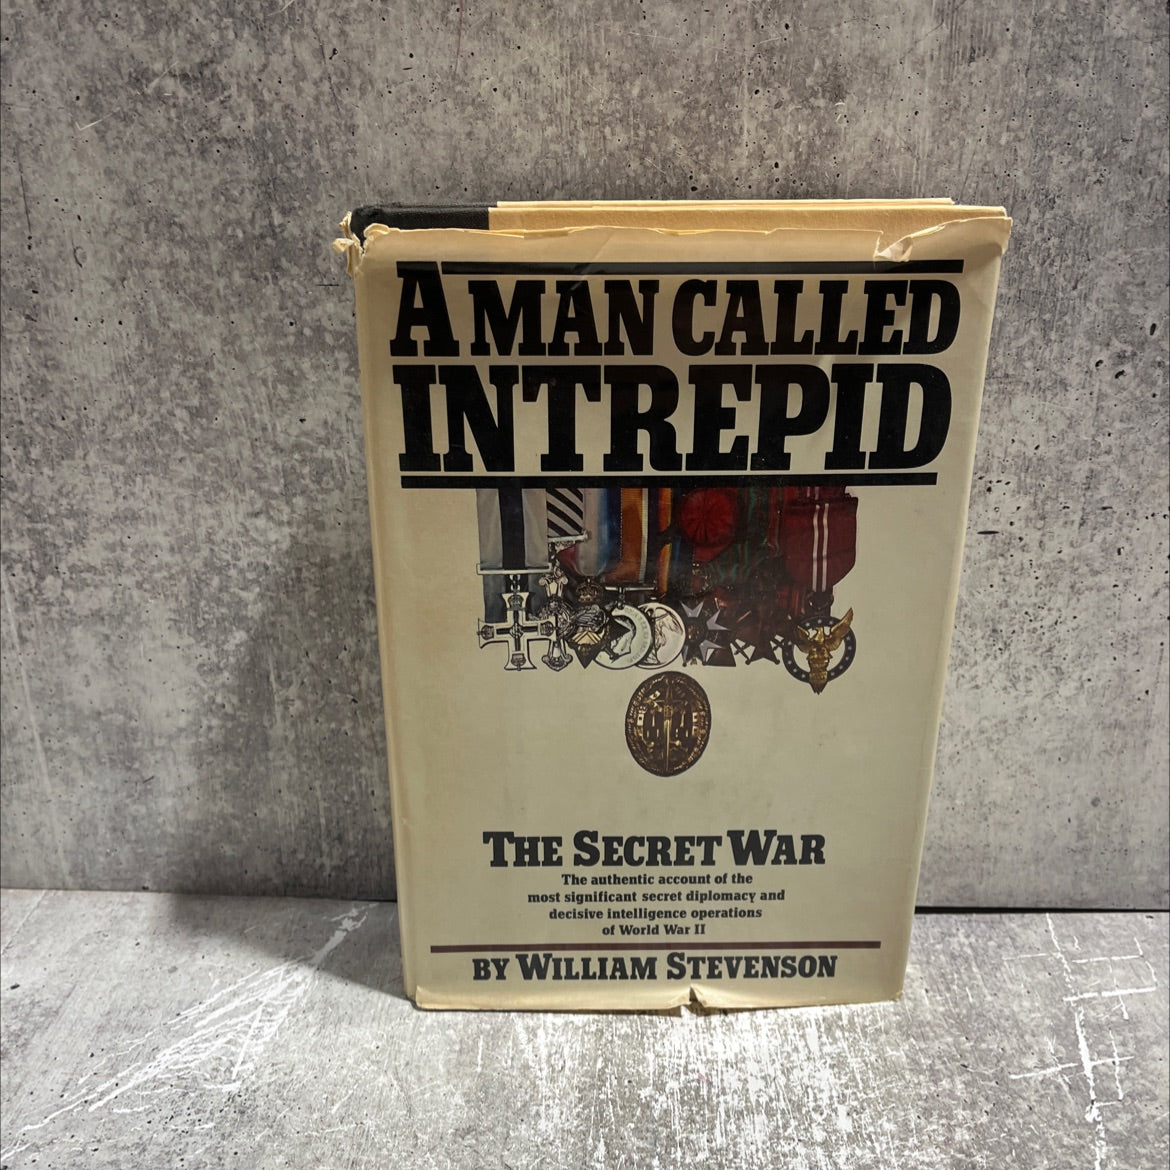 A MAN CALLED
INTREPID
THE SECRET WAR
The authentic account of the
most significant secret diplomacy and
decisive intelligence operations
of World War II
BY WILLIAM STEVENSON